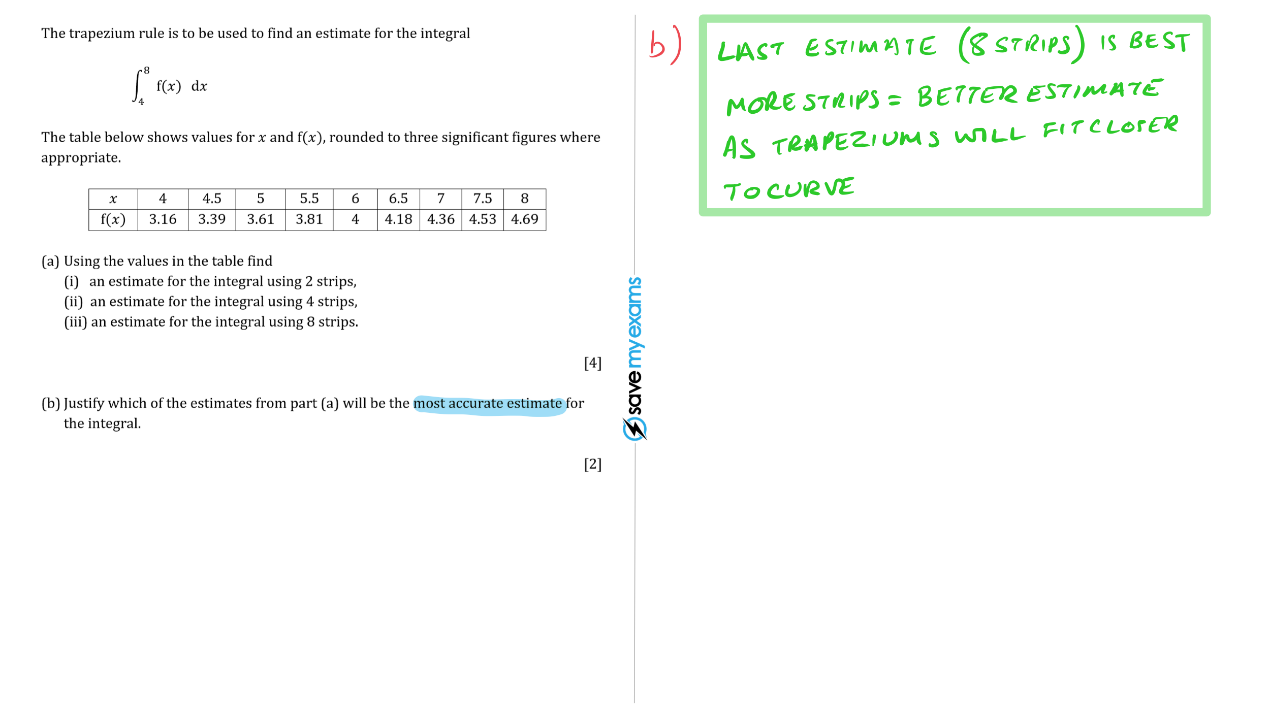 The trapezium rule is to be used to find an estimate for the integral
∫₄⁸ f(x) dx
The table below shows values for x and f(x), rounded to three significant figures where
appropriate.
x 4 4.5 5 5.5 6 6.5 7 7.5 8
f(x) 3.16 3.39 3.61 3.81 4 4.18 4.36 4.53 4.69
(a) Using the values in the table find
(i) an estimate for the integral using 2 strips,
(ii) an estimate for the integral using 4 strips,
(iii) an estimate for the integral using 8 strips.
[4]
(b) Justify which of the estimates from part (a) will be the most accurate estimate for
the integral.
[2]
savemyexams
b)
LAST ESTIMATE (8 STRIPS) IS BEST
MORE STRIPS = BETTER ESTIMATE
AS TRAPEZIUMS WILL FIT CLOSER
TO CURVE